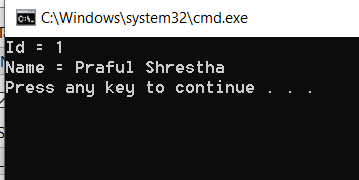 C:\Windows\system32\cmd.exe
Id = 1
Name = Praful Shrestha
Press any key to continue . . .